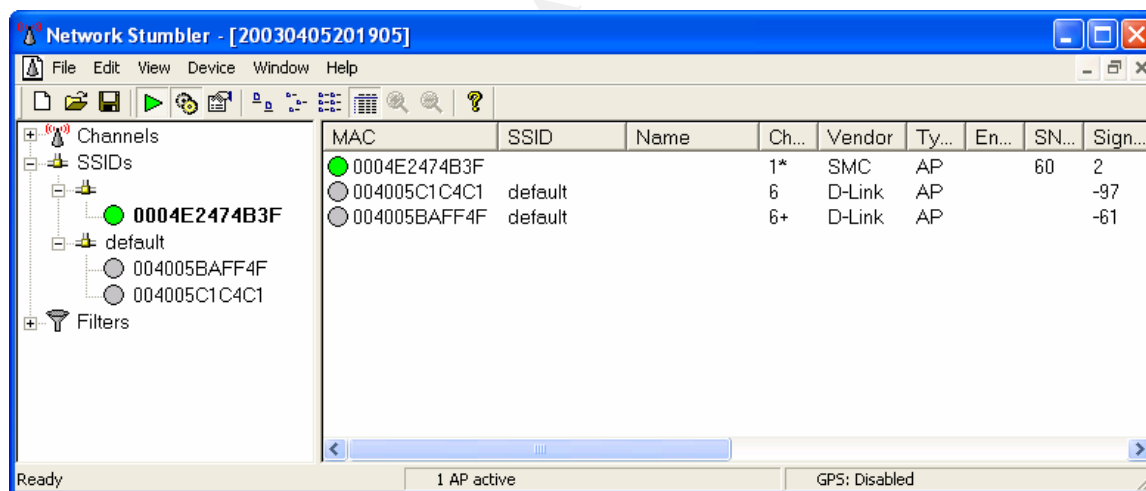 Network Stumbler - [20030405201905]
File Edit View Device Window Help
Channels
SSIDs
0004E2474B3F
default
004005BAFF4F
004005C1C4C1
Filters
MAC SSID Name Ch... Vendor Ty... En... SN... Sign...
0004E2474B3F 1* SMC AP 60 2
004005C1C4C1 default 6 D-Link AP -97
004005BAFF4F default 6+ D-Link AP -61
Ready 1 AP active GPS: Disabled